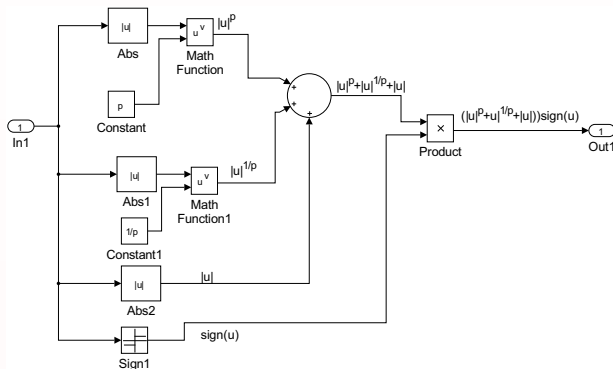 |u|
Abs
u^v
Math
Function
|u|^p
p
Constant
1
In1
+
+
+
|u|^p+|u|^1/p+|u|
×
Product
(|u|^p+u|^1/p+|u|))sign(u)
1
Out1
|u|
Abs1
u^v
Math
Function1
|u|^1/p
1/p
Constant1
|u|
Abs2
|u|
Sign1
sign(u)